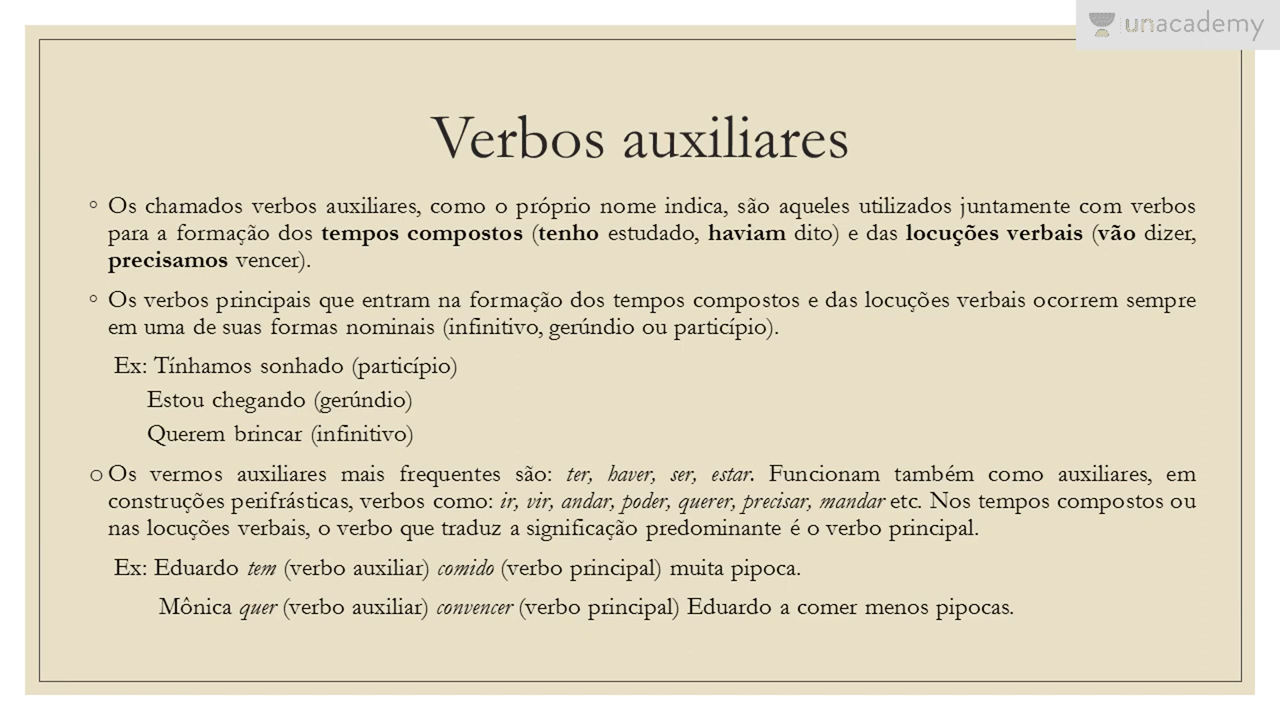 unacademy
Verbos auxiliares
◦ Os chamados verbos auxiliares, como o próprio nome indica, são aqueles utilizados juntamente com verbos
para a formação dos tempos compostos (tenho estudado, haviam dito) e das locuções verbais (vão dizer,
precisamos vencer).
◦ Os verbos principais que entram na formação dos tempos compostos e das locuções verbais ocorrem sempre
em uma de suas formas nominais (infinitivo, gerúndio ou particípio).
Ex: Tínhamos sonhado (particípio)
Estou chegando (gerúndio)
Querem brincar (infinitivo)
o Os vermos auxiliares mais frequentes são: ter, haver, ser, estar. Funcionam também como auxiliares, em
construções perifrásticas, verbos como: ir, vir, andar, poder, querer, precisar, mandar etc. Nos tempos compostos ou
nas locuções verbais, o verbo que traduz a significação predominante é o verbo principal.
Ex: Eduardo tem (verbo auxiliar) comido (verbo principal) muita pipoca.
Mônica quer (verbo auxiliar) convencer (verbo principal) Eduardo a comer menos pipocas.